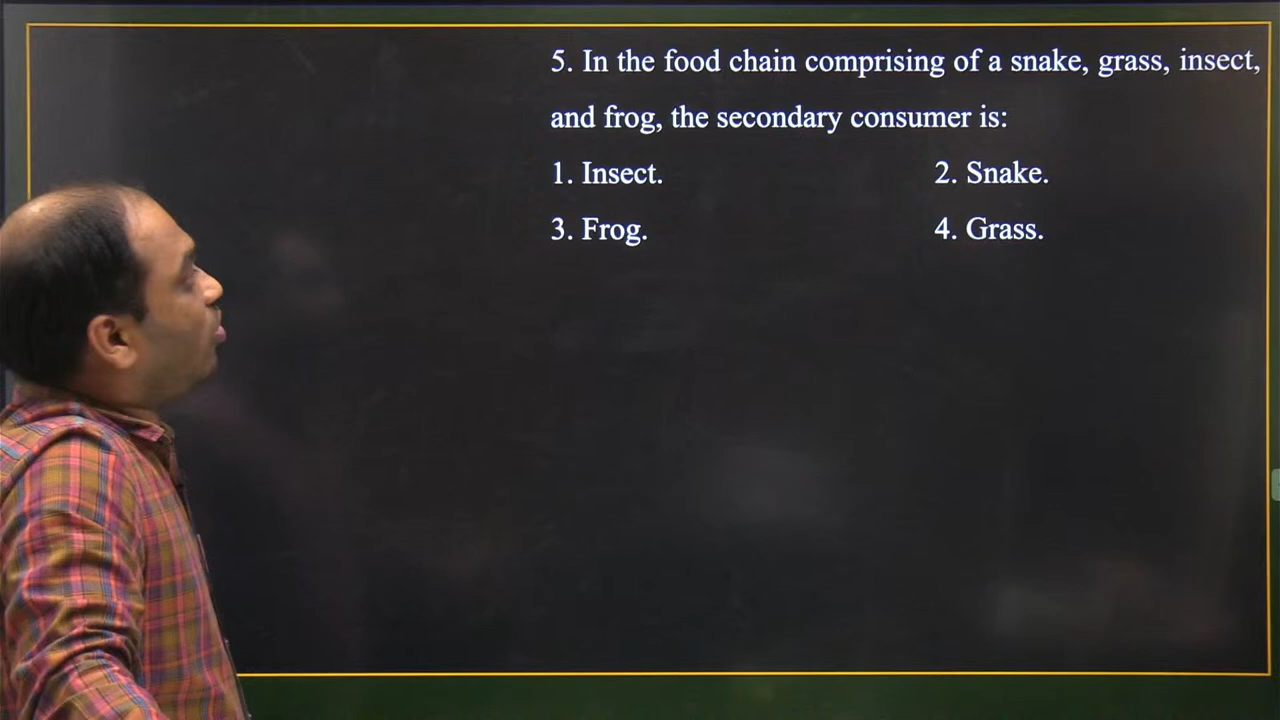 5. In the food chain comprising of a snake, grass, insect,
and frog, the secondary consumer is:
1. Insect. 2. Snake.
3. Frog. 4. Grass.